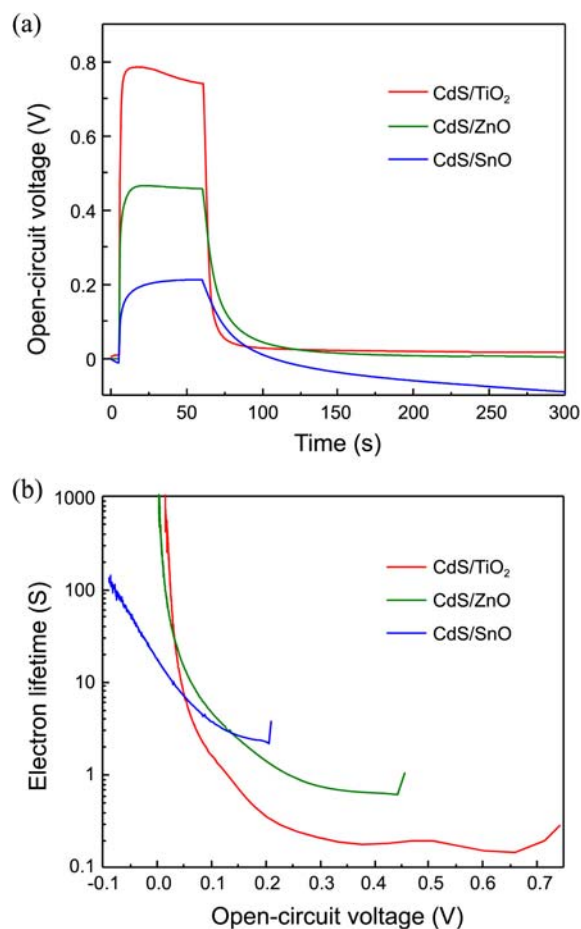 (a)
0.8
0.6
0.4
0.2
0
Open-circuit voltage (V)
CdS/TiO₂
CdS/ZnO
CdS/SnO
0 50 100 150 200 250 300
Time (s)
(b)
1000
100
10
1
0.1
Electron lifetime (S)
CdS/TiO₂
CdS/ZnO
CdS/SnO
-0.1 0.0 0.1 0.2 0.3 0.4 0.5 0.6 0.7
Open-circuit voltage (V)